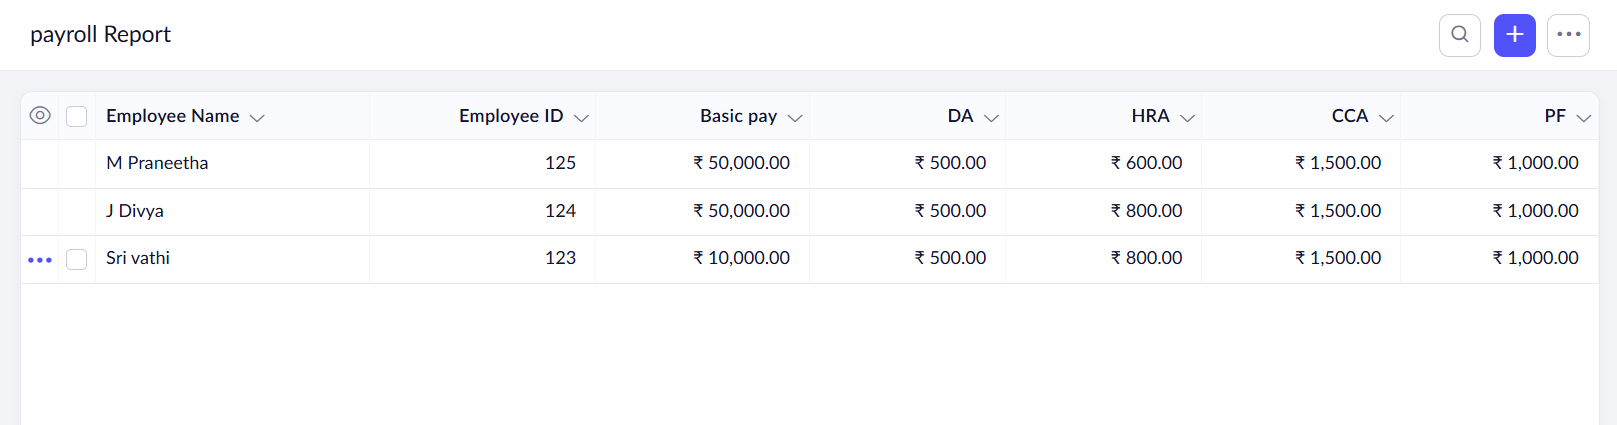 payroll Report
Employee Name Employee ID Basic pay DA HRA CCA PF
M Praneetha 125 ₹ 50,000.00 ₹ 500.00 ₹ 600.00 ₹ 1,500.00 ₹ 1,000.00
J Divya 124 ₹ 50,000.00 ₹ 500.00 ₹ 800.00 ₹ 1,500.00 ₹ 1,000.00
Sri vathi 123 ₹ 10,000.00 ₹ 500.00 ₹ 800.00 ₹ 1,500.00 ₹ 1,000.00